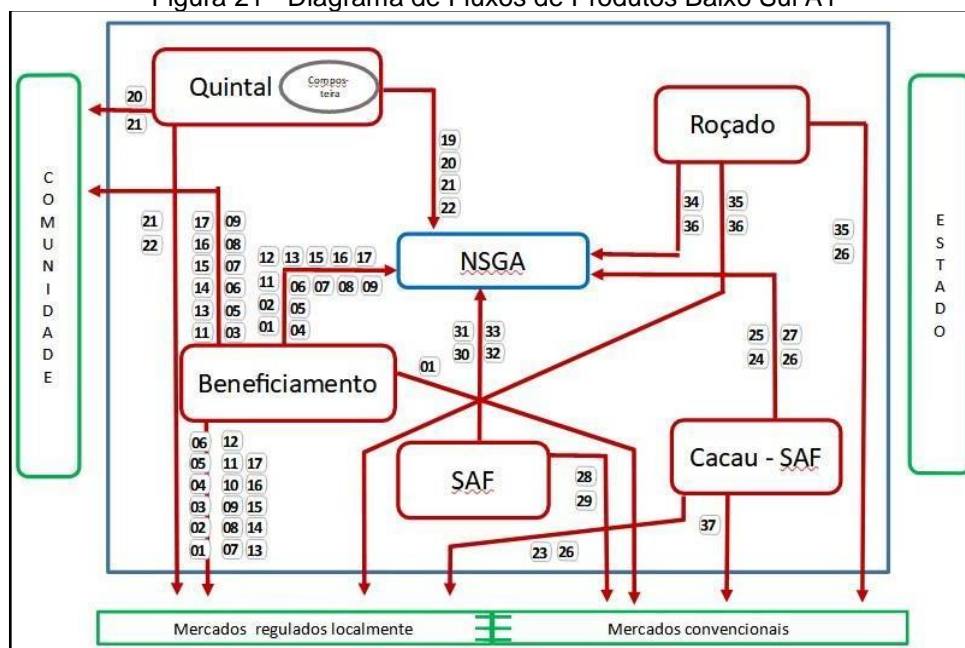 Figura 21 - Diagrama de Fluxos de Produtos Baixo Sul A1
Quintal
Compos-
teira
Roçado
COMUNIDADE
ESTADO
20
21
19
20
21
22
34
36
35
36
35
26
21
22
17 09
16 08
15 07
14 06
13 05
11 03
12 13 15 16 17
11 06 07 08 09
02 05
01 04
NSGA
31 33
30 32
25 27
24 26
Beneficiamento
01
SAF
Cacau - SAF
06 12
05 11 17
04 10 16
03 09 15
02 08 14
01 07 13
28
29
37
23 26
Mercados regulados localmente
Mercados convencionais